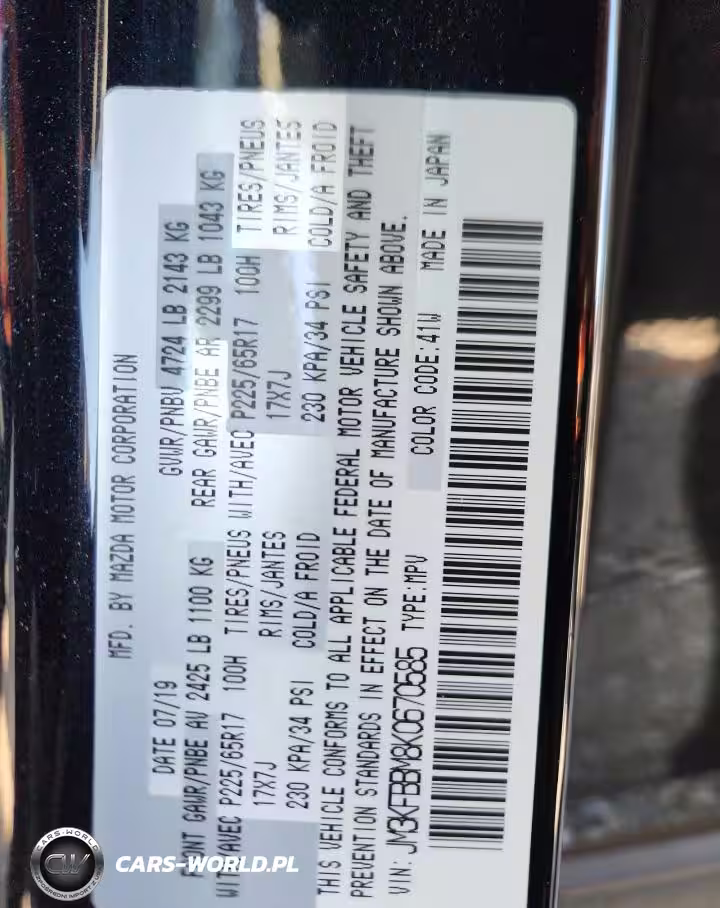 MFD. BY MAZDA MOTOR CORPORATION
DATE 07/19 GVWR/PNBV 4724 LB 2143 KG
FRONT GAWR/PNBE AV 2425 LB 1100 KG REAR GAWR/PNBE AR 2299 LB 1043 KG
WITH/AVEC P225/65R17 100H TIRES/PNEUS WITH/AVEC P225/65R17 100H TIRES/PNEUS
17X7J RIMS/JANTES 17X7J RIMS/JANTES
230 KPA/34 PSI COLD/A FROID 230 KPA/34 PSI COLD/A FROID
THIS VEHICLE CONFORMS TO ALL APPLICABLE FEDERAL MOTOR VEHICLE SAFETY AND THEFT
PREVENTION STANDARDS IN EFFECT ON THE DATE OF MANUFACTURE SHOWN ABOVE.
VIN: JM3KFBBM8K0670585 TYPE:MPV COLOR CODE:41W MADE IN JAPAN
CARS-WORLD
CW
CARS-WORLD.PL